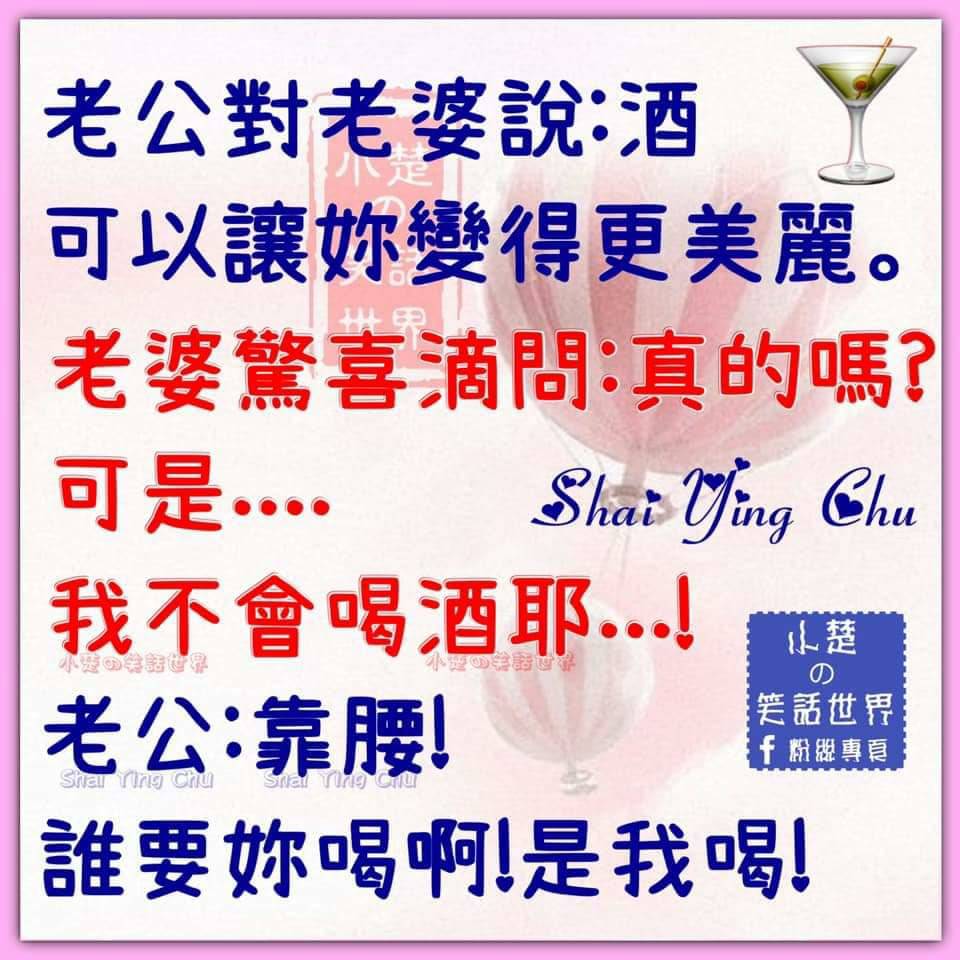 老公對老婆說:酒
可以讓妳變得更美麗。
老婆驚喜滴問:真的嗎?
可是....
Shai Ying Chu
我不會喝酒耶...!
小楚の笑話世界
小楚の笑話世界
老公:靠腰!
Shai Ying Chu
Shai Ying Chu
誰要妳喝啊!是我喝!
小楚
の
笑話世界
f 粉絲專頁
小楚
の
笑話
世界